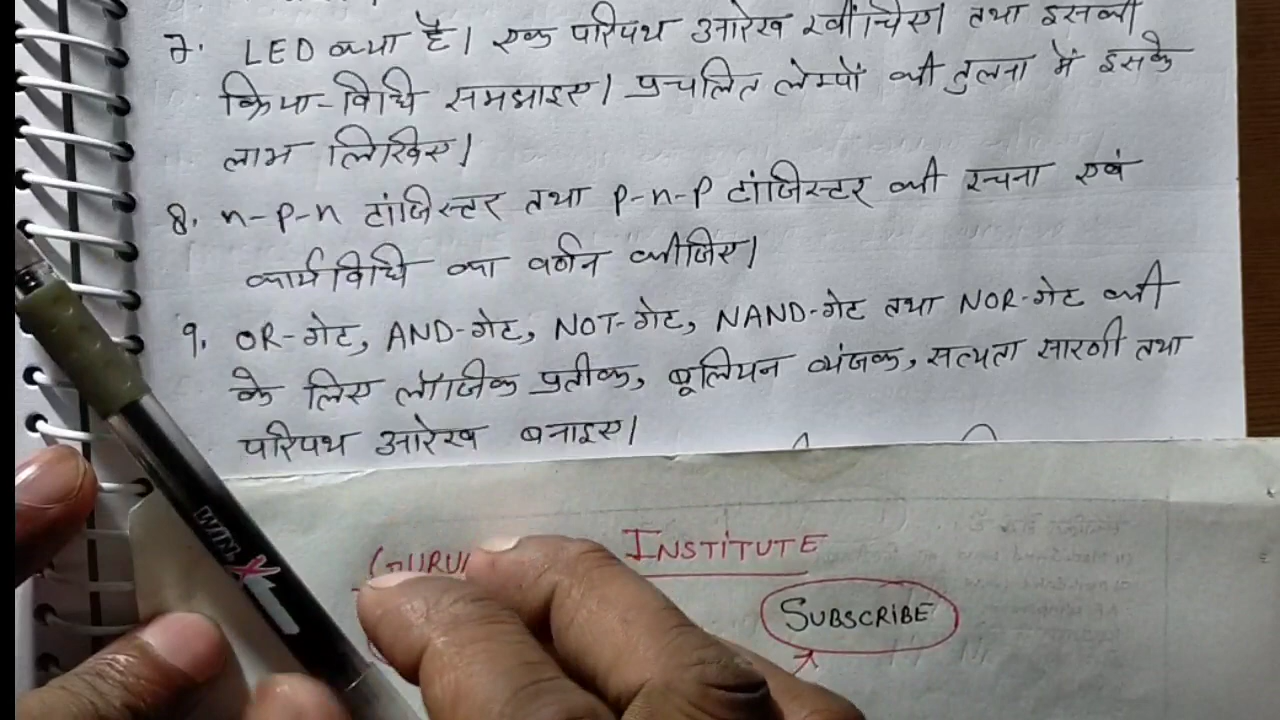 7. LED क्या है। एक परिपथ आरेख खींचिए। तथा इसकी
क्रिया-विधि समझाइए। प्रचलित लेम्पों की तुलना में इसके
लाभ लिखिए।
8. n-p-n टांजिस्टर तथा p-n-p टांजिस्टर की रचना एवं
कार्यविधि का वर्णन कीजिए।
9. OR-गेट, AND-गेट, NOT-गेट, NAND-गेट तथा NOR-गेट की
के लिए लॉजिक प्रतीक, बूलियन व्यंजक, सत्यता सारणी तथा
परिपथ आरेख बनाइए।
INSTITUTE
SUBSCRIBE
WIN X